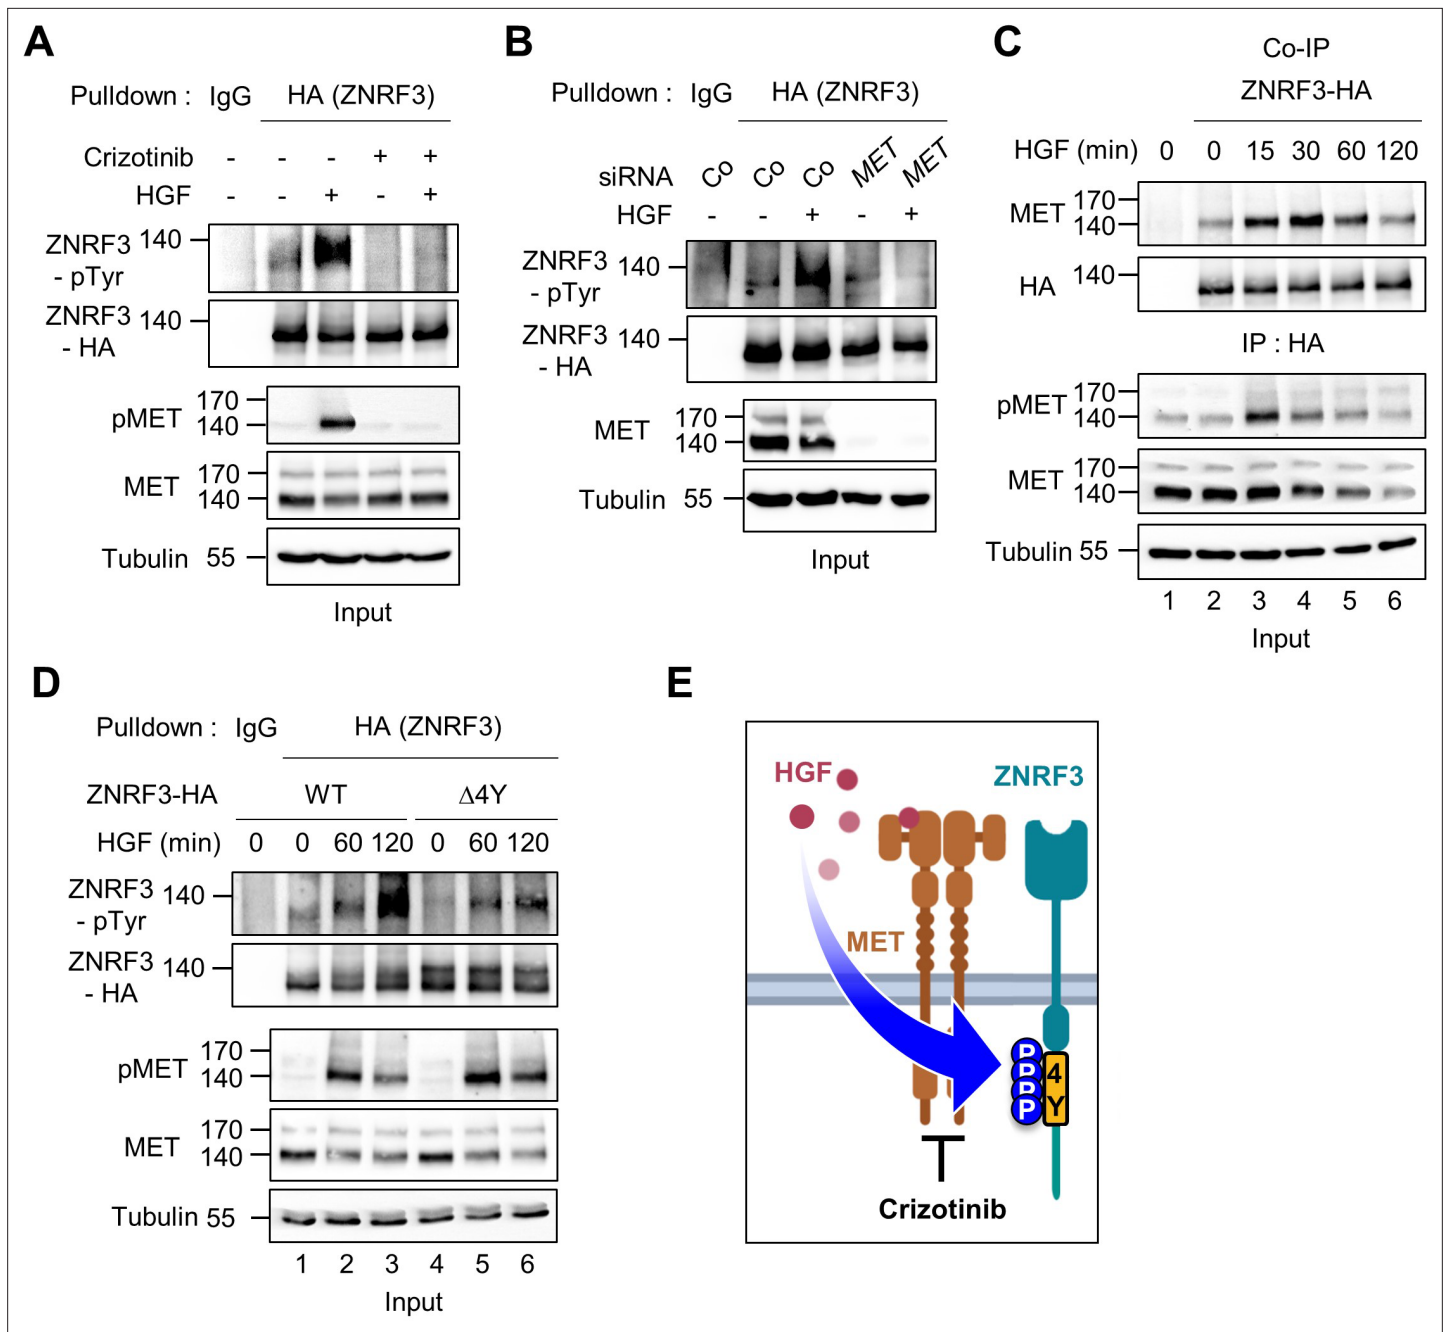 A
Pulldown : IgG HA (ZNRF3)
Crizotinib - - - + +
HGF - - + - +
ZNRF3 - pTyr 140
ZNRF3 - HA 140
pMET 170 140
MET 170 140
Tubulin 55
Input
B
Pulldown : IgG HA (ZNRF3)
siRNA Co Co Co MET MET
HGF - - + - +
ZNRF3 - pTyr 140
ZNRF3 - HA 140
MET 170 140
Tubulin 55
Input
C
Co-IP
ZNRF3-HA
HGF (min) 0 0 15 30 60 120
MET 170 140
HA 140
IP : HA
pMET 170 140
MET 170 140
Tubulin 55
1 2 3 4 5 6
Input
D
Pulldown : IgG HA (ZNRF3)
ZNRF3-HA WT Δ4Y
HGF (min) 0 0 60 120 0 60 120
ZNRF3 - pTyr 140
ZNRF3 - HA 140
pMET 170 140
MET 170 140
Tubulin 55
1 2 3 4 5 6
Input
E
HGF
ZNRF3
MET
P
P
P
P
4
Y
Crizotinib